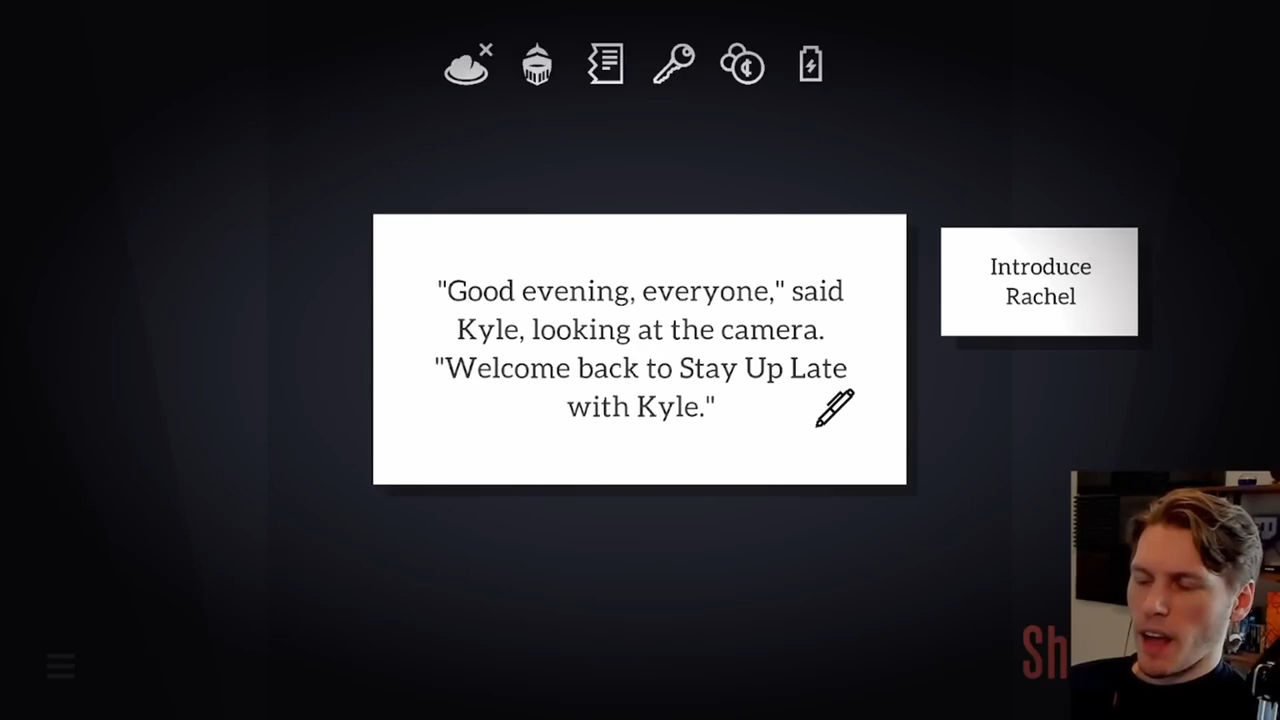 "Good evening, everyone," said
Kyle, looking at the camera.
"Welcome back to Stay Up Late
with Kyle."
Introduce
Rachel
Sh